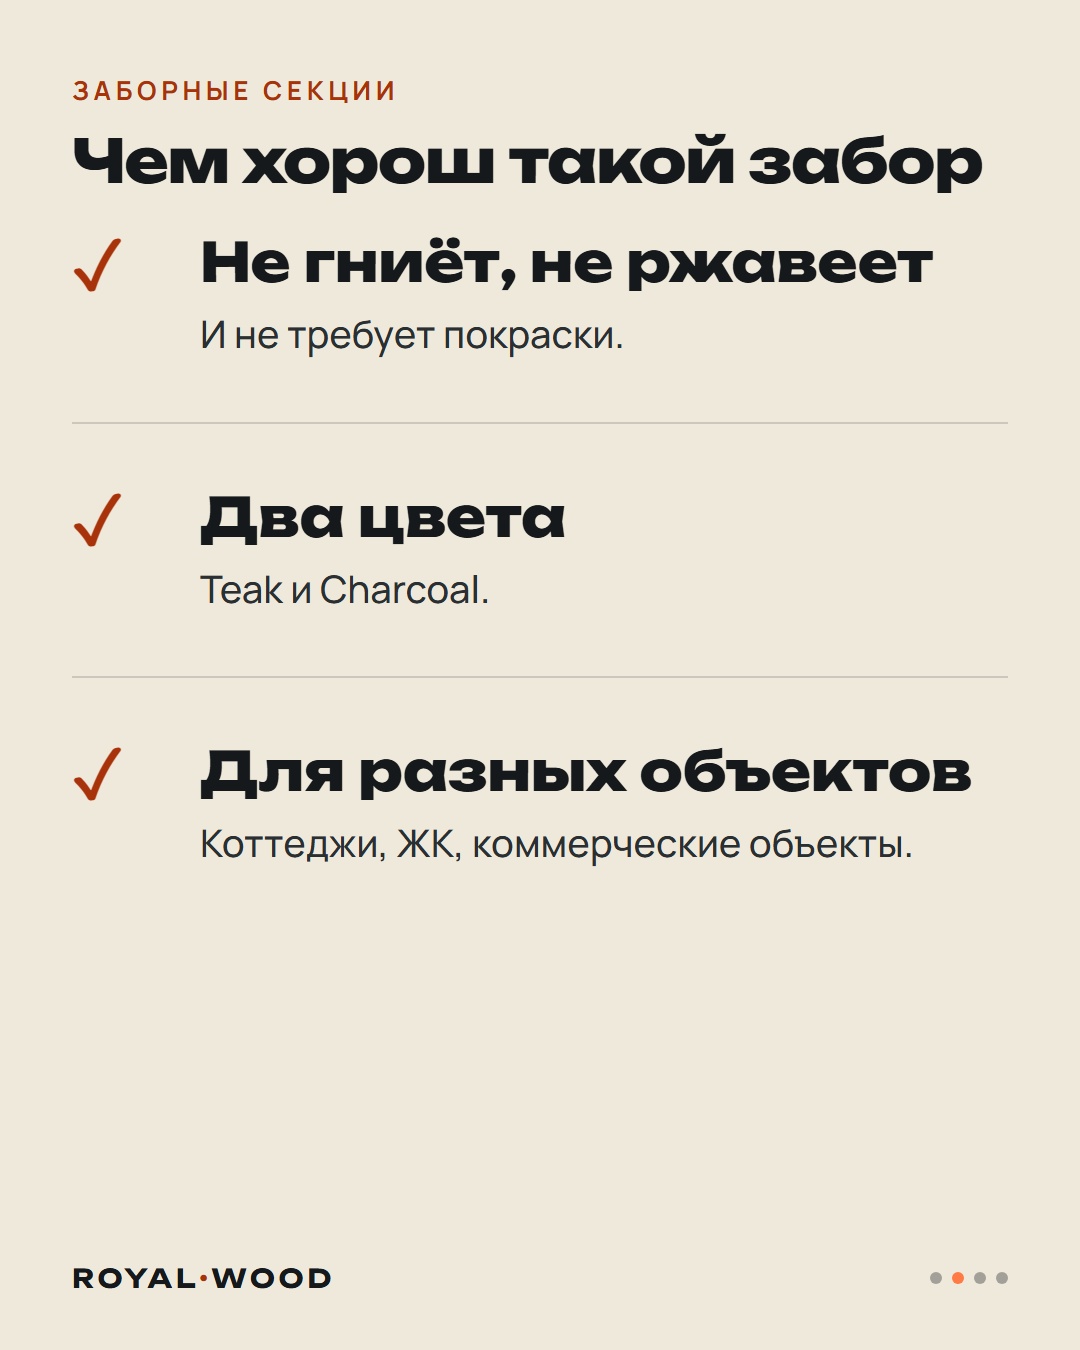 ЗАБОРНЫЕ СЕКЦИИ
Чем хорош такой забор
✓ Не гниёт, не ржавеет
И не требует покраски.
✓ Два цвета
Teak и Charcoal.
✓ Для разных объектов
Коттеджи, ЖК, коммерческие объекты.
ROYAL·WOOD